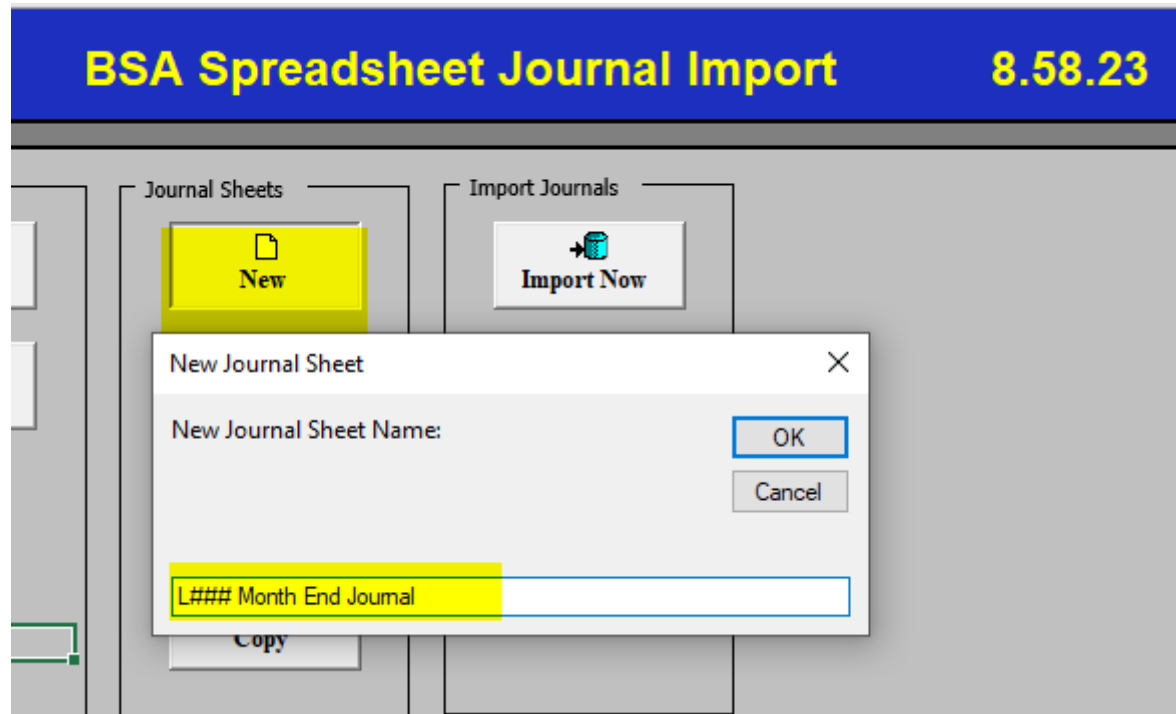 BSA Spreadsheet Journal Import 8.58.23
Journal Sheets
Import Journals
New
Import Now
New Journal Sheet
New Journal Sheet Name:
OK
Cancel
L### Month End Journal
Copy